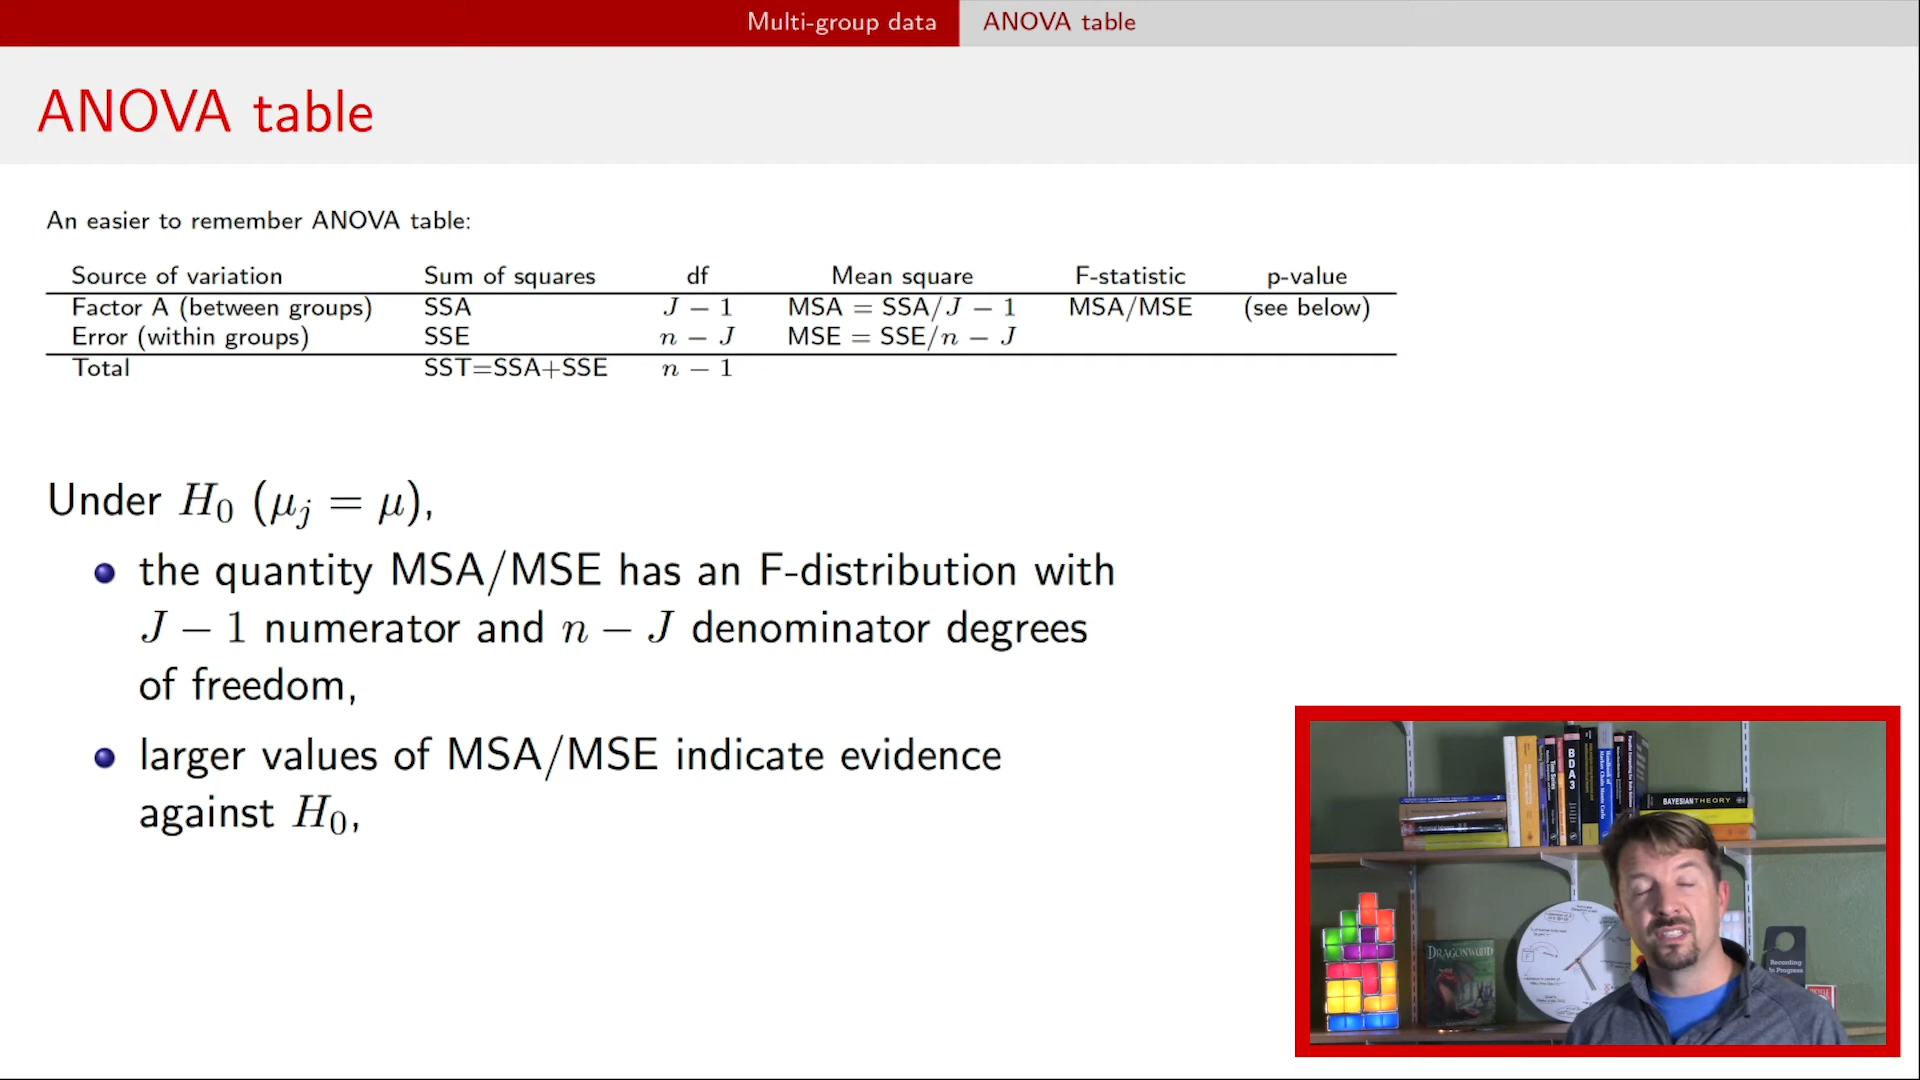 Multi-group data ANOVA table
ANOVA table
An easier to remember ANOVA table:
Source of variation Sum of squares df Mean square F-statistic p-value
Factor A (between groups) SSA J − 1 MSA = SSA/J − 1 MSA/MSE (see below)
Error (within groups) SSE n − J MSE = SSE/n − J
Total SST=SSA+SSE n − 1
Under H₀ (μⱼ = μ),
• the quantity MSA/MSE has an F-distribution with
J − 1 numerator and n − J denominator degrees
of freedom,
• larger values of MSA/MSE indicate evidence
against H₀,
BDA3
BAYESIAN THEORY
DRAGONWOOD
Recording
In Progress